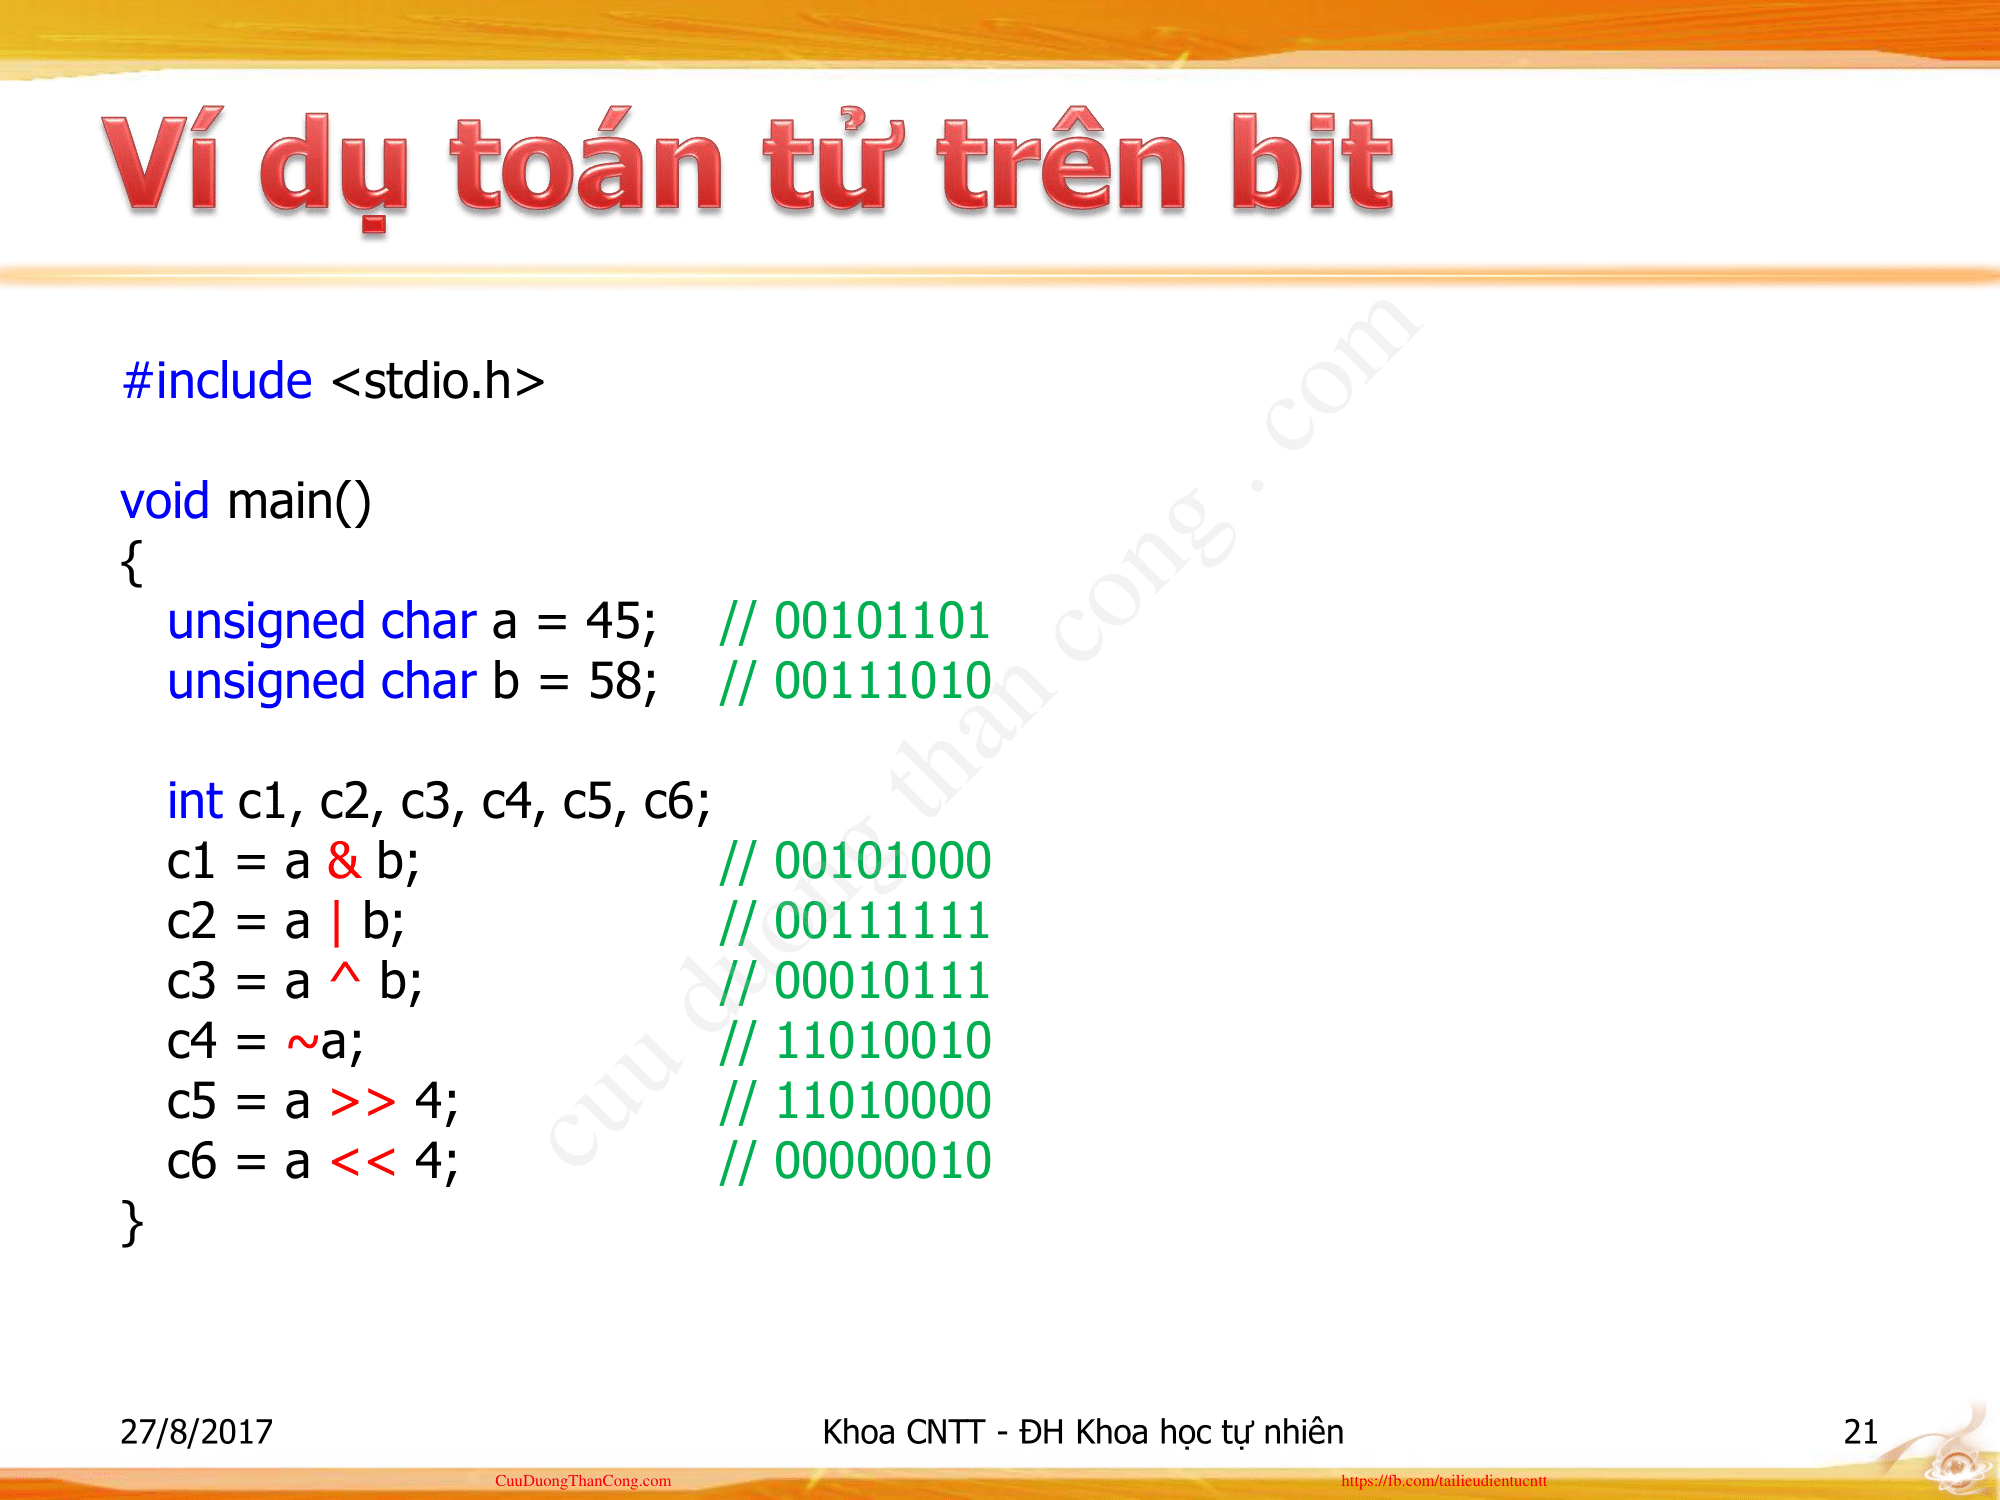 Ví dụ toán tử trên bit
#include <stdio.h>
void main()
{
unsigned char a = 45; // 00101101
unsigned char b = 58; // 00111010
int c1, c2, c3, c4, c5, c6;
c1 = a & b; // 00101000
c2 = a | b; // 00111111
c3 = a ^ b; // 00010111
c4 = ~a; // 11010010
c5 = a >> 4; // 11010000
c6 = a << 4; // 00000010
}
cuu duong than cong . com
27/8/2017 Khoa CNTT - ĐH Khoa học tự nhiên 21
CuuDuongThanCong.com https://fb.com/tailieudientucntt